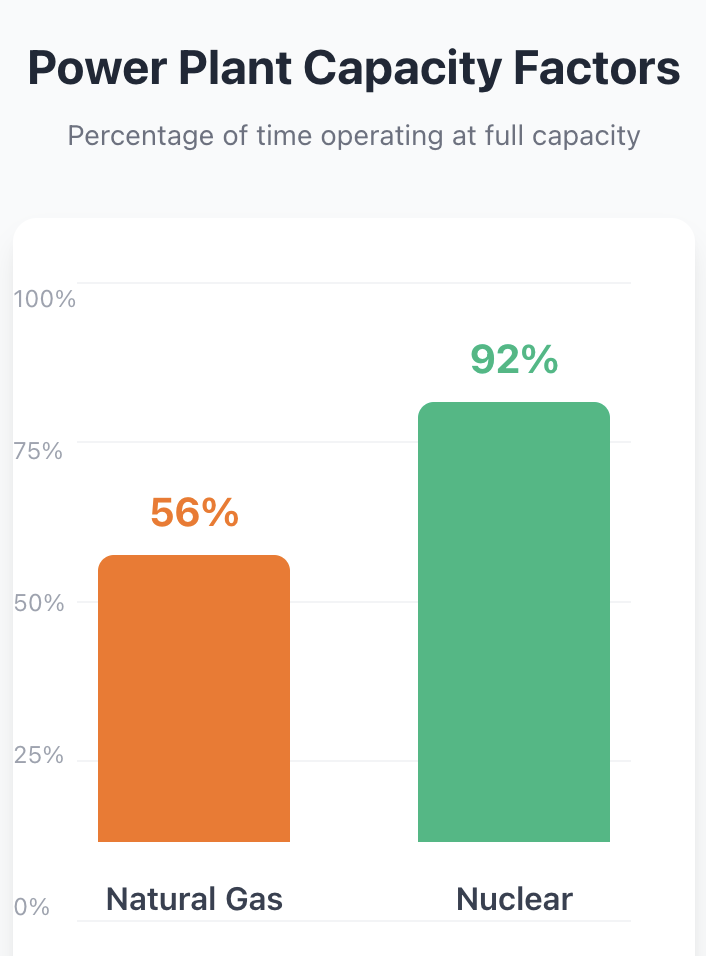 Power Plant Capacity Factors
Percentage of time operating at full capacity
100%
92%
75%
56%
50%
25%
Natural Gas
Nuclear
0%